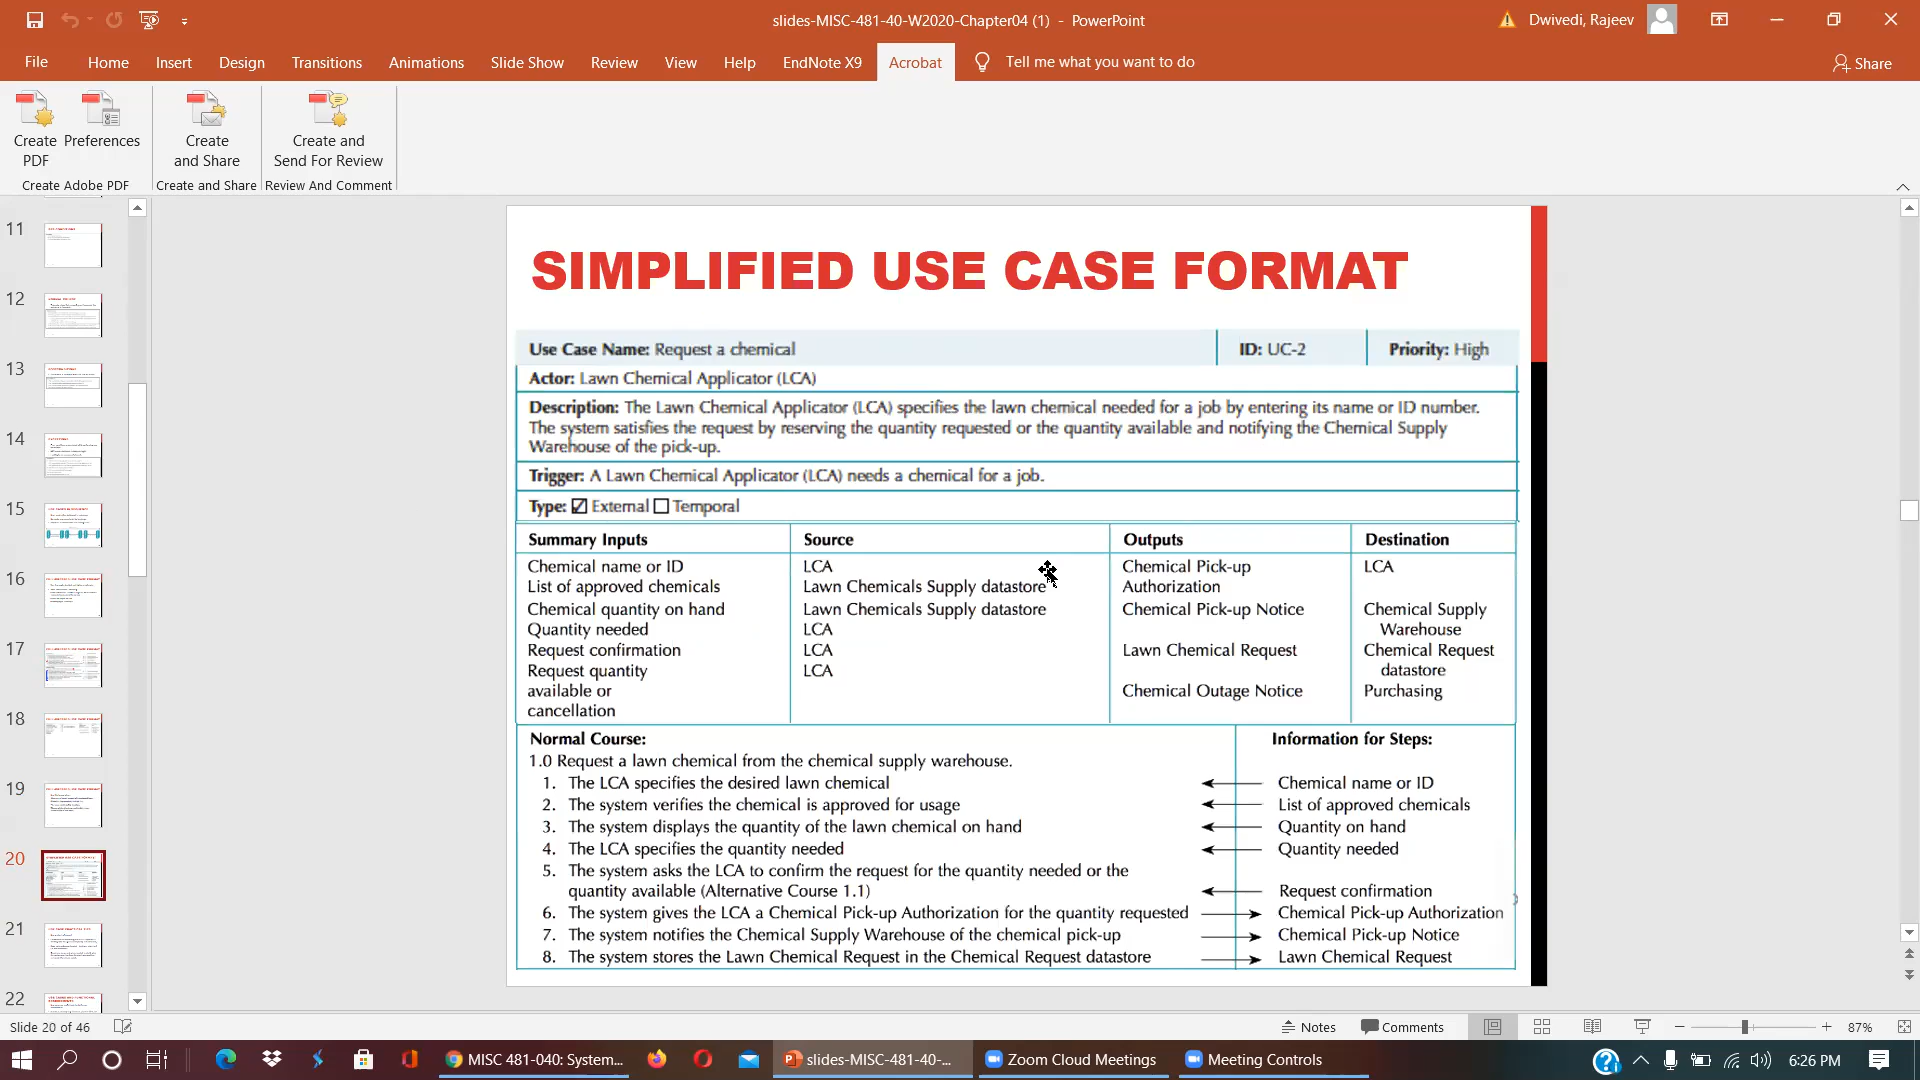 slides-MISC-481-40-W2020-Chapter04 (1) - PowerPoint
Dwivedi, Rajeev
File Home Insert Design Transitions Animations Slide Show Review View Help EndNote X9 Acrobat Tell me what you want to do Share
Create PDF
Preferences
Create and Share
Create and Send For Review
Create Adobe PDF
Create and Share
Review And Comment
11
12
13
14
15
16
17
18
19
20
21
22
SIMPLIFIED USE CASE FORMAT
Use Case Name: Request a chemical ID: UC-2 Priority: High
Actor: Lawn Chemical Applicator (LCA)
Description: The Lawn Chemical Applicator (LCA) specifies the lawn chemical needed for a job by entering its name or ID number.
The system satisfies the request by reserving the quantity requested or the quantity available and notifying the Chemical Supply
Warehouse of the pick-up.
Trigger: A Lawn Chemical Applicator (LCA) needs a chemical for a job.
Type: External Temporal
Summary Inputs Source Outputs Destination
Chemical name or ID LCA Chemical Pick-up LCA
List of approved chemicals Lawn Chemicals Supply datastore Authorization
Chemical quantity on hand Lawn Chemicals Supply datastore Chemical Pick-up Notice Chemical Supply
Quantity needed LCA Warehouse
Request confirmation LCA Lawn Chemical Request Chemical Request
Request quantity LCA datastore
available or Chemical Outage Notice Purchasing
cancellation
Normal Course: Information for Steps:
1.0 Request a lawn chemical from the chemical supply warehouse.
1. The LCA specifies the desired lawn chemical Chemical name or ID
2. The system verifies the chemical is approved for usage List of approved chemicals
3. The system displays the quantity of the lawn chemical on hand Quantity on hand
4. The LCA specifies the quantity needed Quantity needed
5. The system asks the LCA to confirm the request for the quantity needed or the
quantity available (Alternative Course 1.1) Request confirmation
6. The system gives the LCA a Chemical Pick-up Authorization for the quantity requested Chemical Pick-up Authorization
7. The system notifies the Chemical Supply Warehouse of the chemical pick-up Chemical Pick-up Notice
8. The system stores the Lawn Chemical Request in the Chemical Request datastore Lawn Chemical Request
Slide 20 of 46 Notes Comments 87%
MISC 481-040: System... slides-MISC-481-40-... Zoom Cloud Meetings Meeting Controls 6:26 PM